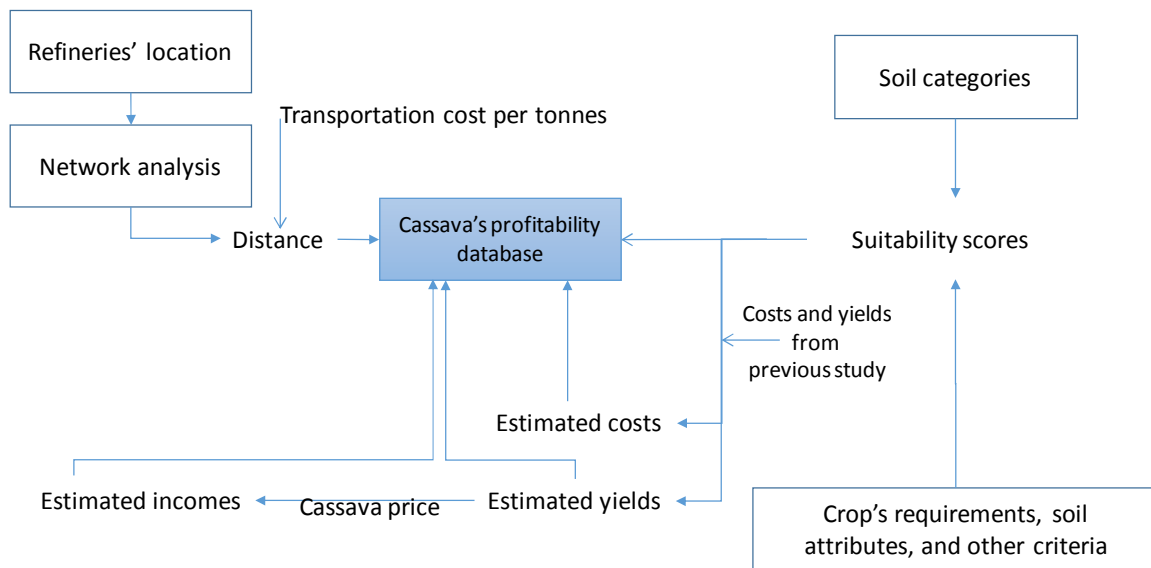 Refineries’ location
Soil categories
Transportation cost per tonnes
Network analysis
Cassava’s profitability
database
Distance
Suitability scores
Costs and yields
from
previous study
Estimated costs
Estimated incomes
Cassava price
Estimated yields
Crop’s requirements, soil
attributes, and other criteria